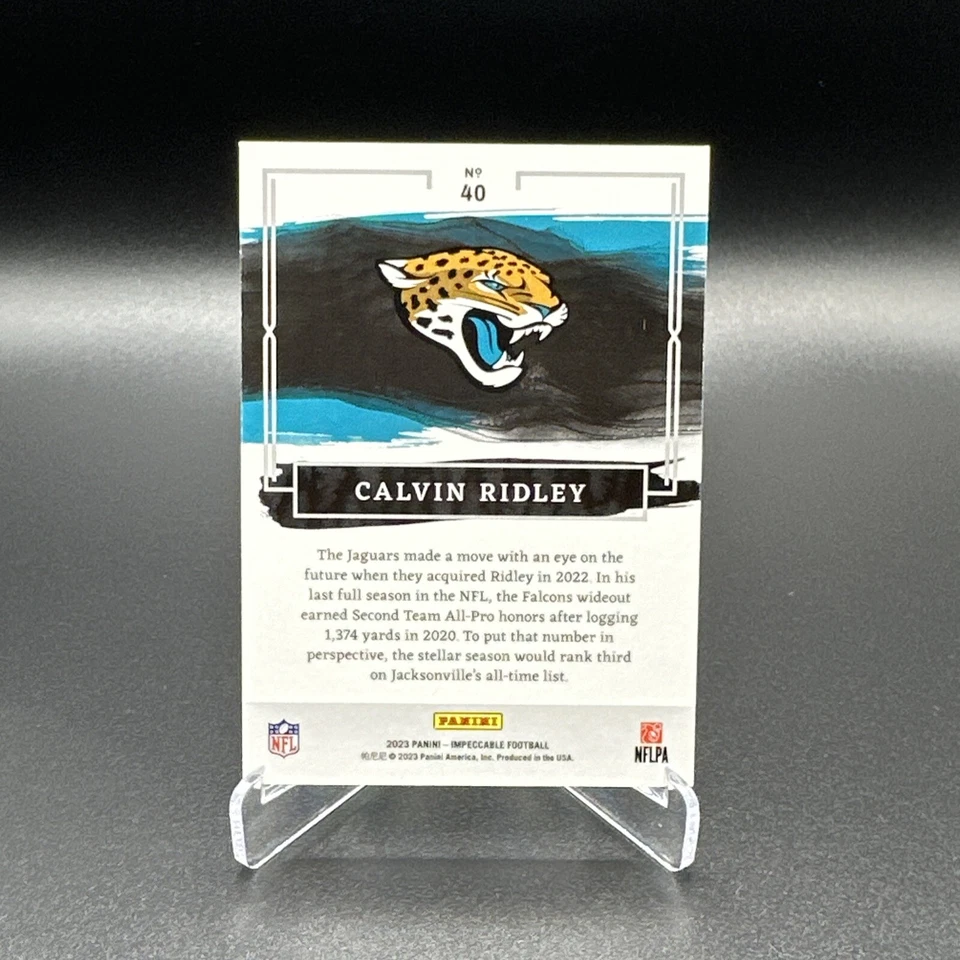 Nº
40
CALVIN RIDLEY
The Jaguars made a move with an eye on the
future when they acquired Ridley in 2022. In his
last full season in the NFL, the Falcons wideout
earned Second Team All-Pro honors after logging
1,374 yards in 2020. To put that number in
perspective, the stellar season would rank third
on Jacksonville's all-time list.
PANINI
NFL
2023 PANINI – IMPECCABLE FOOTBALL
帕尼尼 © 2023 Panini America, Inc. Produced in the USA.
NFLPA